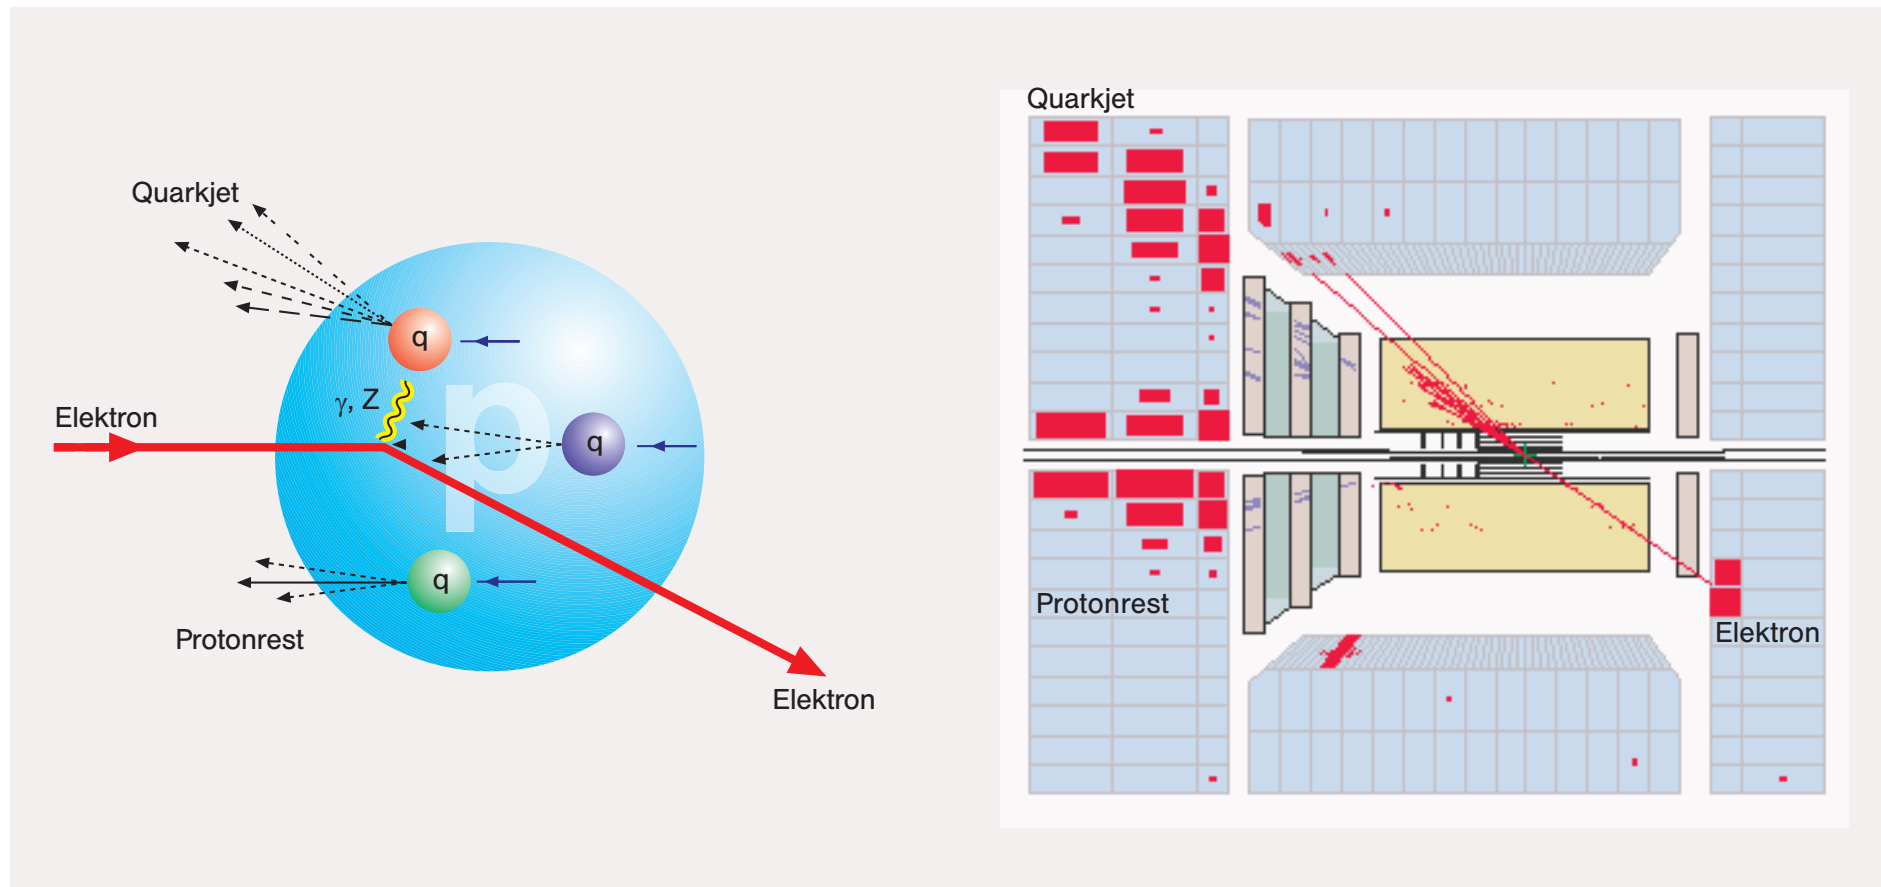 Quarkjet
q
γ, Z
Elektron
p
q
q
Protonrest
Elektron
Quarkjet
Protonrest
Elektron